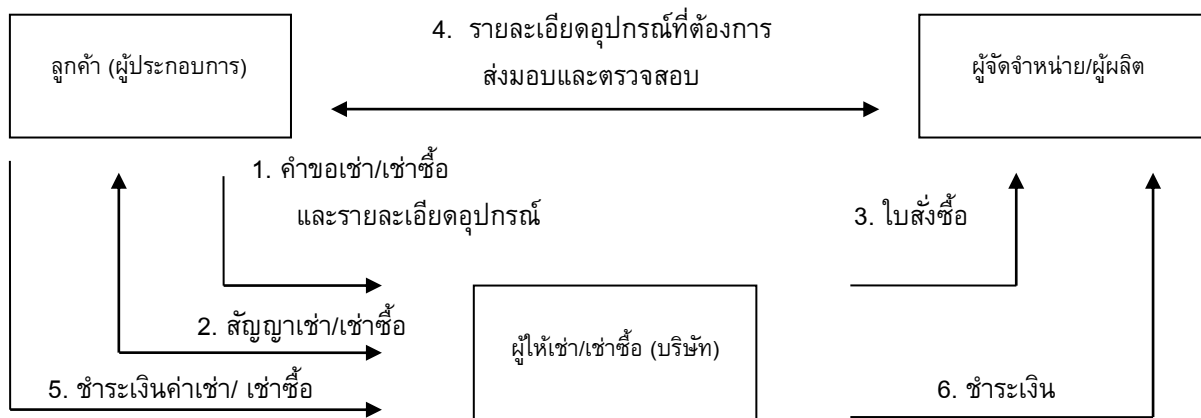 4. รายละเอียดอุปกรณ์ที่ต้องการ
ส่งมอบและตรวจสอบ
ลูกค้า (ผู้ประกอบการ)
ผู้จัดจำหน่าย/ผู้ผลิต
1. คำขอเช่า/เช่าซื้อ
และรายละเอียดอุปกรณ์
3. ใบสั่งซื้อ
2. สัญญาเช่า/เช่าซื้อ
ผู้ให้เช่า/เช่าซื้อ (บริษัท)
5. ชำระเงินค่าเช่า/ เช่าซื้อ
6. ชำระเงิน